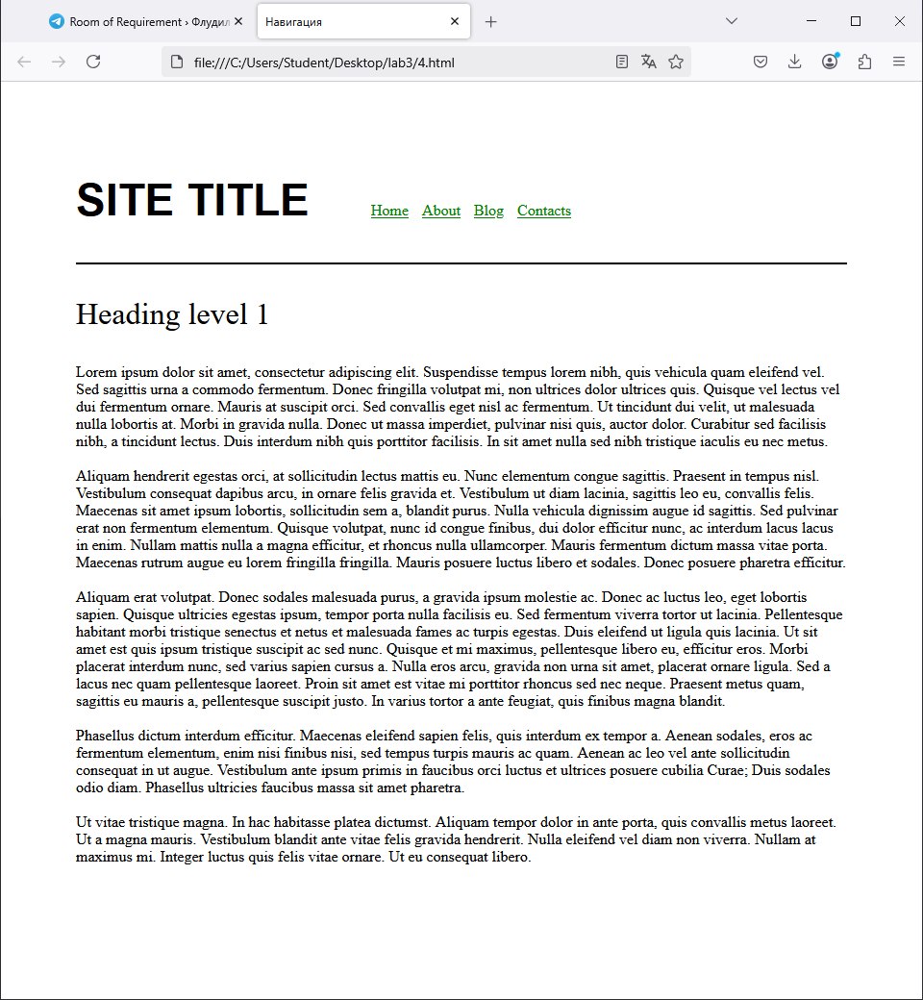 Room of Requirement › Флудил
Навигация
file:///C:/Users/Student/Desktop/lab3/4.html
SITE TITLE
Home About Blog Contacts
Heading level 1
Lorem ipsum dolor sit amet, consectetur adipiscing elit. Suspendisse tempus lorem nibh, quis vehicula quam eleifend vel.
Sed sagittis urna a commodo fermentum. Donec fringilla volutpat mi, non ultrices dolor ultrices quis. Quisque vel lectus vel
dui fermentum ornare. Mauris at suscipit orci. Sed convallis eget nisl ac fermentum. Ut tincidunt dui velit, ut malesuada
nulla lobortis at. Morbi in gravida nulla. Donec ut massa imperdiet, pulvinar nisi quis, auctor dolor. Curabitur sed facilisis
nibh, a tincidunt lectus. Duis interdum nibh quis porttitor facilisis. In sit amet nulla sed nibh tristique iaculis eu nec metus.
Aliquam hendrerit egestas orci, at sollicitudin lectus mattis eu. Nunc elementum congue sagittis. Praesent in tempus nisl.
Vestibulum consequat dapibus arcu, in ornare felis gravida et. Vestibulum ut diam lacinia, sagittis leo eu, convallis felis.
Maecenas sit amet ipsum lobortis, sollicitudin sem a, blandit purus. Nulla vehicula dignissim augue id sagittis. Sed pulvinar
erat non fermentum elementum. Quisque volutpat, nunc id congue finibus, dui dolor efficitur nunc, ac interdum lacus lacus
in enim. Nullam mattis nulla a magna efficitur, et rhoncus nulla ullamcorper. Mauris fermentum dictum massa vitae porta.
Maecenas rutrum augue eu lorem fringilla fringilla. Mauris posuere luctus libero et sodales. Donec posuere pharetra efficitur.
Aliquam erat volutpat. Donec sodales malesuada purus, a gravida ipsum molestie ac. Donec ac luctus leo, eget lobortis
sapien. Quisque ultricies egestas ipsum, tempor porta nulla facilisis eu. Sed fermentum viverra tortor ut lacinia. Pellentesque
habitant morbi tristique senectus et netus et malesuada fames ac turpis egestas. Duis eleifend ut ligula quis lacinia. Ut sit
amet est quis ipsum tristique suscipit ac sed nunc. Quisque et mi maximus, pellentesque libero eu, efficitur eros. Morbi
placerat interdum nunc, sed varius sapien cursus a. Nulla eros arcu, gravida non urna sit amet, placerat ornare ligula. Sed a
lacus nec quam pellentesque laoreet. Proin sit amet est vitae mi porttitor rhoncus sed nec neque. Praesent metus quam,
sagittis eu mauris a, pellentesque suscipit justo. In varius tortor a ante feugiat, quis finibus magna blandit.
Phasellus dictum interdum efficitur. Maecenas eleifend sapien felis, quis interdum ex tempor a. Aenean sodales, eros ac
fermentum elementum, enim nisi finibus nisi, sed tempus turpis mauris ac quam. Aenean ac leo vel ante sollicitudin
consequat in ut augue. Vestibulum ante ipsum primis in faucibus orci luctus et ultrices posuere cubilia Curae; Duis sodales
odio diam. Phasellus ultricies faucibus massa sit amet pharetra.
Ut vitae tristique magna. In hac habitasse platea dictumst. Aliquam tempor dolor in ante porta, quis convallis metus laoreet.
Ut a magna mauris. Vestibulum blandit ante vitae felis gravida hendrerit. Nulla eleifend vel diam non viverra. Nullam at
maximus mi. Integer luctus quis felis vitae ornare. Ut eu consequat libero.